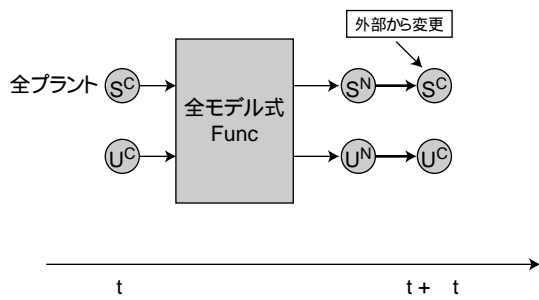 外部から変更
全プラント S^C
全モデル式
Func
S^N S^C
U^C U^N U^C
t t + t